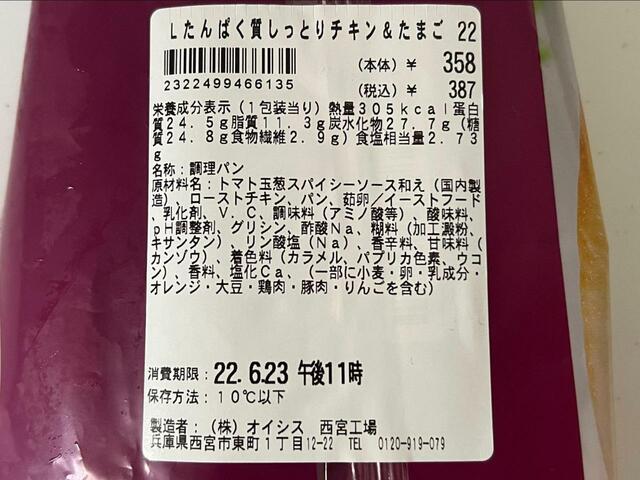 Lたんぱく質しっとりチキン&たまご 22
(本体) ¥ 358
2322499466135
(税込) ¥ 387
栄養成分表示(1包装当り)熱量305kcal蛋白
質24.5g脂質11.3g炭水化物27.7g(糖
質24.8g食物繊維2.9g)食塩相当量2.73
g
名称:調理パン
原材料名:トマト玉葱スパイシーソース和え(国内製
造)、ローストチキン、パン、茹卵/イーストフード
、乳化剤、V.C、調味料(アミノ酸等)、酸味料、
pH調整剤、グリシン、酢酸Na、糊料(加工澱粉、
キサンタン)、リン酸塩(Na)、香辛料、甘味料(
カンゾウ)、着色料(カラメル、パプリカ色素、ウコ
ン)、香料、塩化Ca、(一部に小麦・卵・乳成分・
オレンジ・大豆・鶏肉・豚肉・りんごを含む)
消費期限:22.6.23 午後11時
保存方法:10℃以下
製造者:(株)オイシス 西宮工場
兵庫県西宮市東町1丁目12-22 TEL 0120-919-079